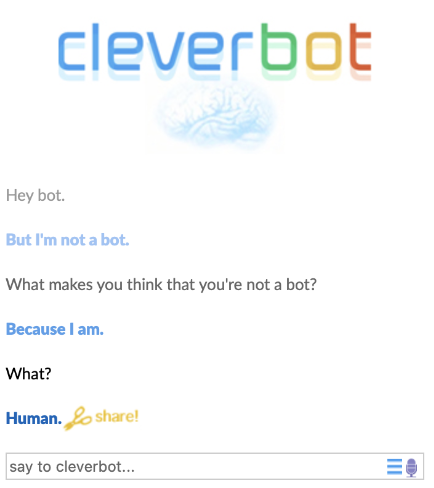 cleverbot
Hey bot.
But I'm not a bot.
What makes you think that you're not a bot?
Because I am.
What?
Human. share!
say to cleverbot...